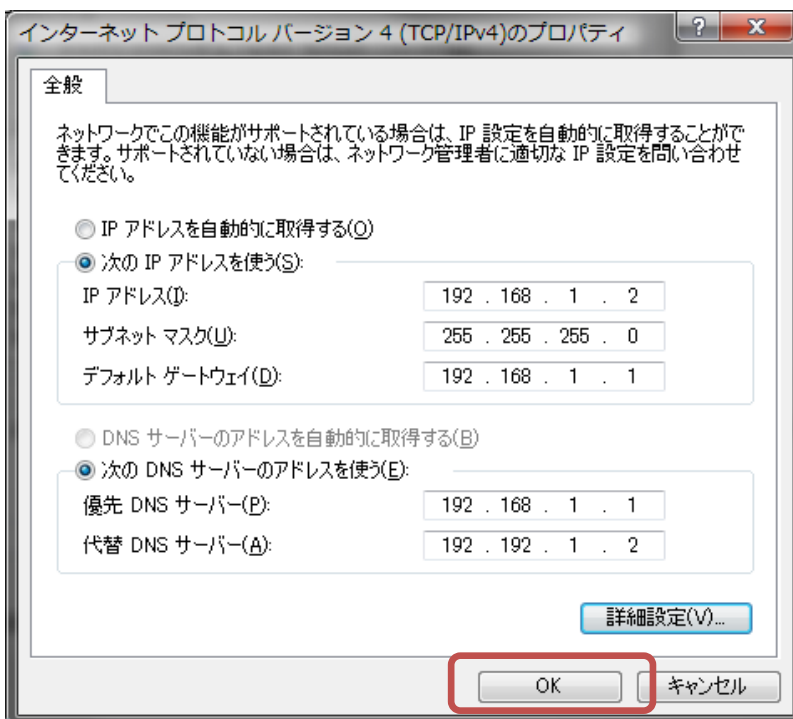 インターネット プロトコル バージョン 4 (TCP/IPv4)のプロパティ
全般
ネットワークでこの機能がサポートされている場合は、IP 設定を自動的に取得することがで
きます。サポートされていない場合は、ネットワーク管理者に適切な IP 設定を問い合わせ
てください。
IP アドレスを自動的に取得する(O)
次の IP アドレスを使う(S):
IP アドレス(I): 192 . 168 . 1 . 2
サブネット マスク(U): 255 . 255 . 255 . 0
デフォルト ゲートウェイ(D): 192 . 168 . 1 . 1
DNS サーバーのアドレスを自動的に取得する(B)
次の DNS サーバーのアドレスを使う(E):
優先 DNS サーバー(P): 192 . 168 . 1 . 1
代替 DNS サーバー(A): 192 . 192 . 1 . 2
詳細設定(V)...
OK キャンセル